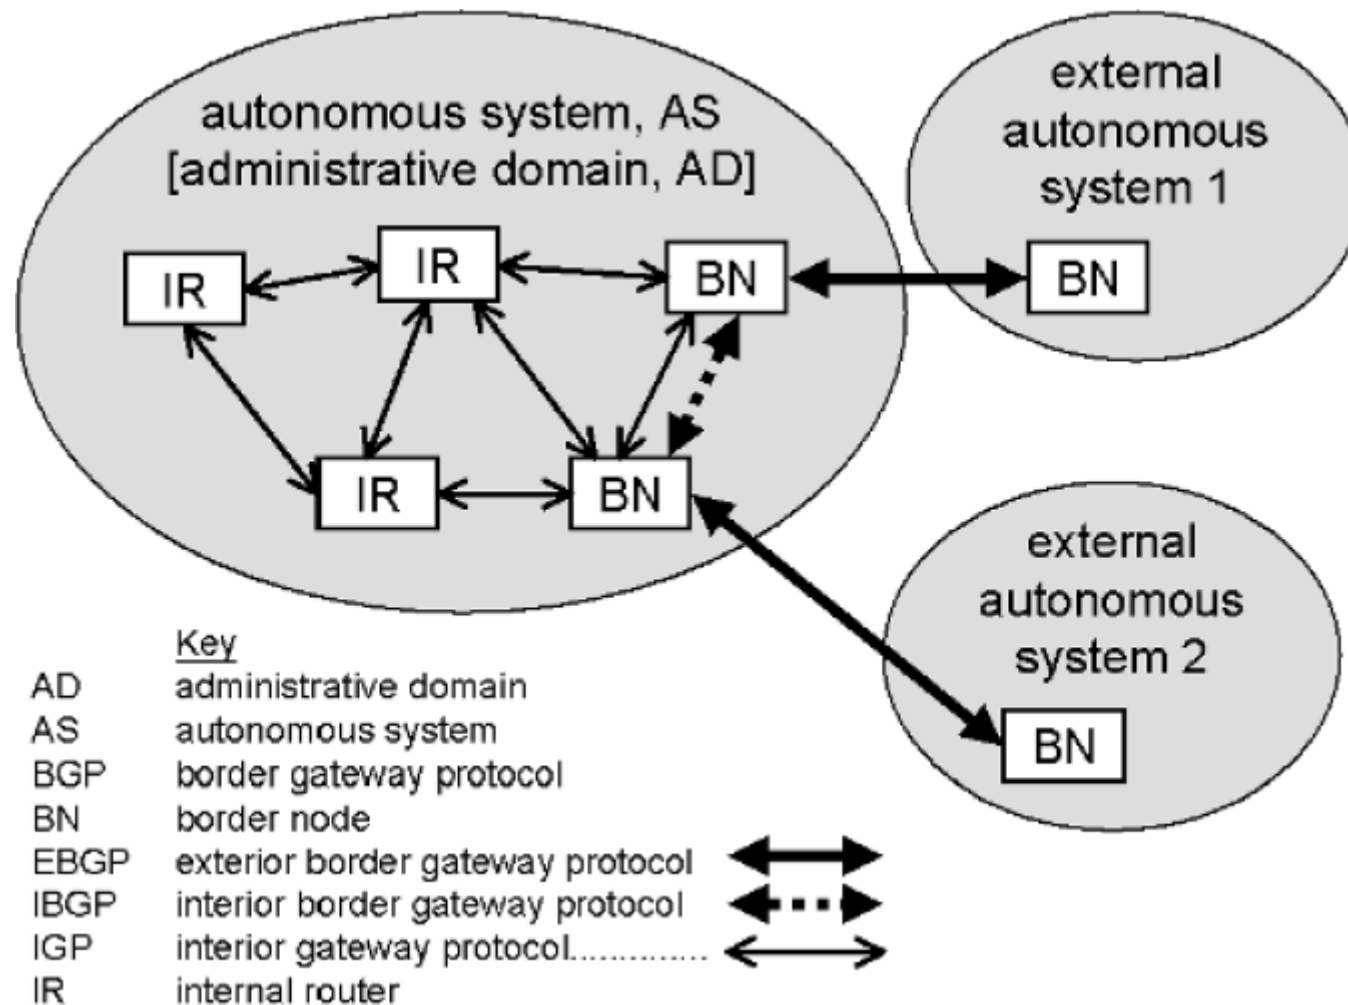 autonomous system, AS
[administrative domain, AD]
external
autonomous
system 1
IR
IR
BN
BN
IR
BN
external
autonomous
system 2
BN
Key
AD administrative domain
AS autonomous system
BGP border gateway protocol
BN border node
EBGP exterior border gateway protocol
IBGP interior border gateway protocol
IGP interior gateway protocol..............
IR internal router